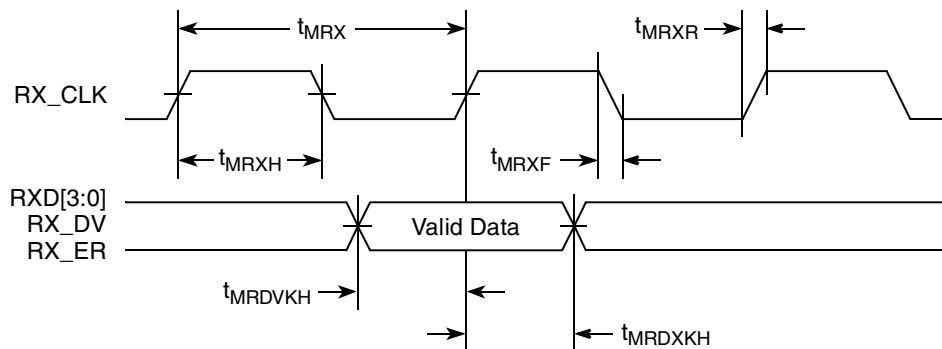 tMRX
tMRXR
RX_CLK
tMRXH
tMRXF
RXD[3:0]
RX_DV
Valid Data
RX_ER
tMRDVKH
tMRDXKH